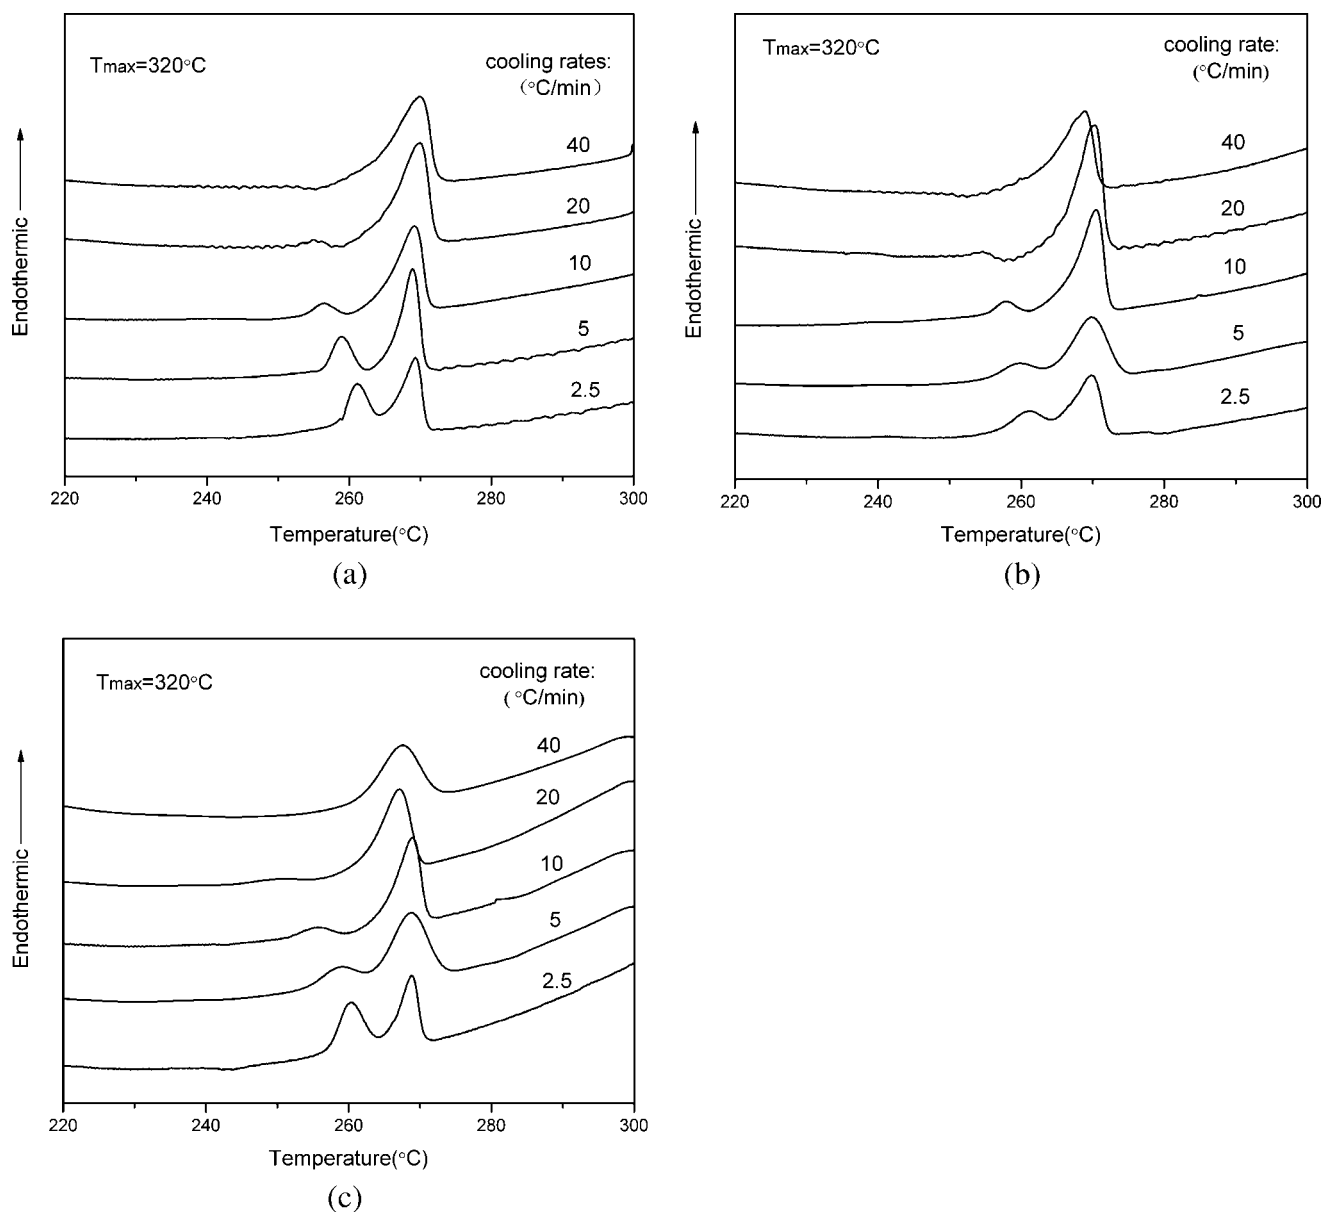 Tmax=320°C
cooling rates:
(°C/min)
40
20
10
5
2.5
Endothermic
220 240 260 280 300
Temperature(°C)
(a)
Tmax=320°C
cooling rate:
(°C/min)
40
20
10
5
2.5
Endothermic
220 240 260 280 300
Temperature(°C)
(b)
Tmax=320°C
cooling rate:
( °C/min)
40
20
10
5
2.5
Endothermic
220 240 260 280 300
Temperature(°C)
(c)